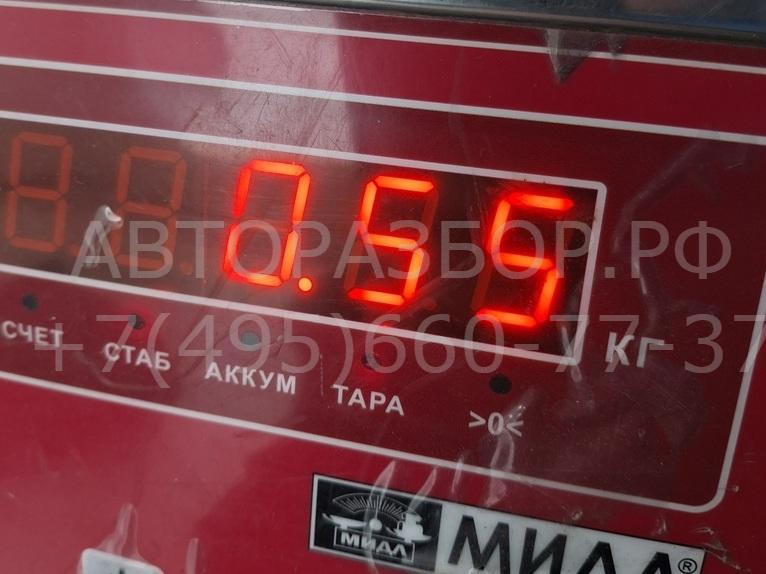 0.55
АВТОРАЗБОР.РФ
+7(495)660-77-37
КГ
СЧЕТ СТАБ АККУМ ТАРА >0<
МИДЛ МИДЛ®